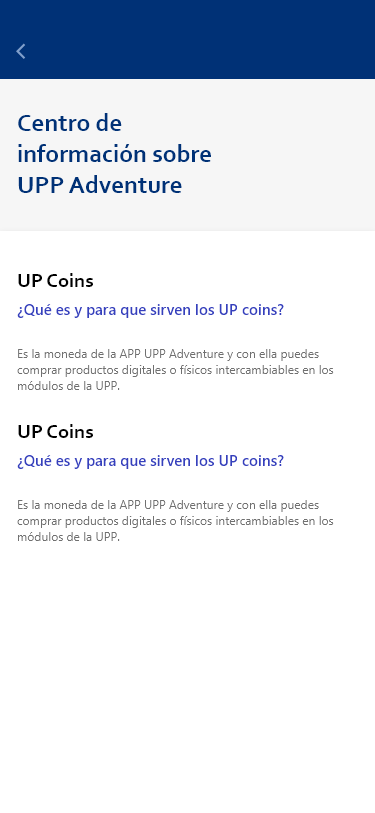 Centro de
información sobre
UPP Adventure
UP Coins
¿Qué es y para que sirven los UP coins?
Es la moneda de la APP UPP Adventure y con ella puedes
comprar productos digitales o físicos intercambiables en los
módulos de la UPP.
UP Coins
¿Qué es y para que sirven los UP coins?
Es la moneda de la APP UPP Adventure y con ella puedes
comprar productos digitales o físicos intercambiables en los
módulos de la UPP.